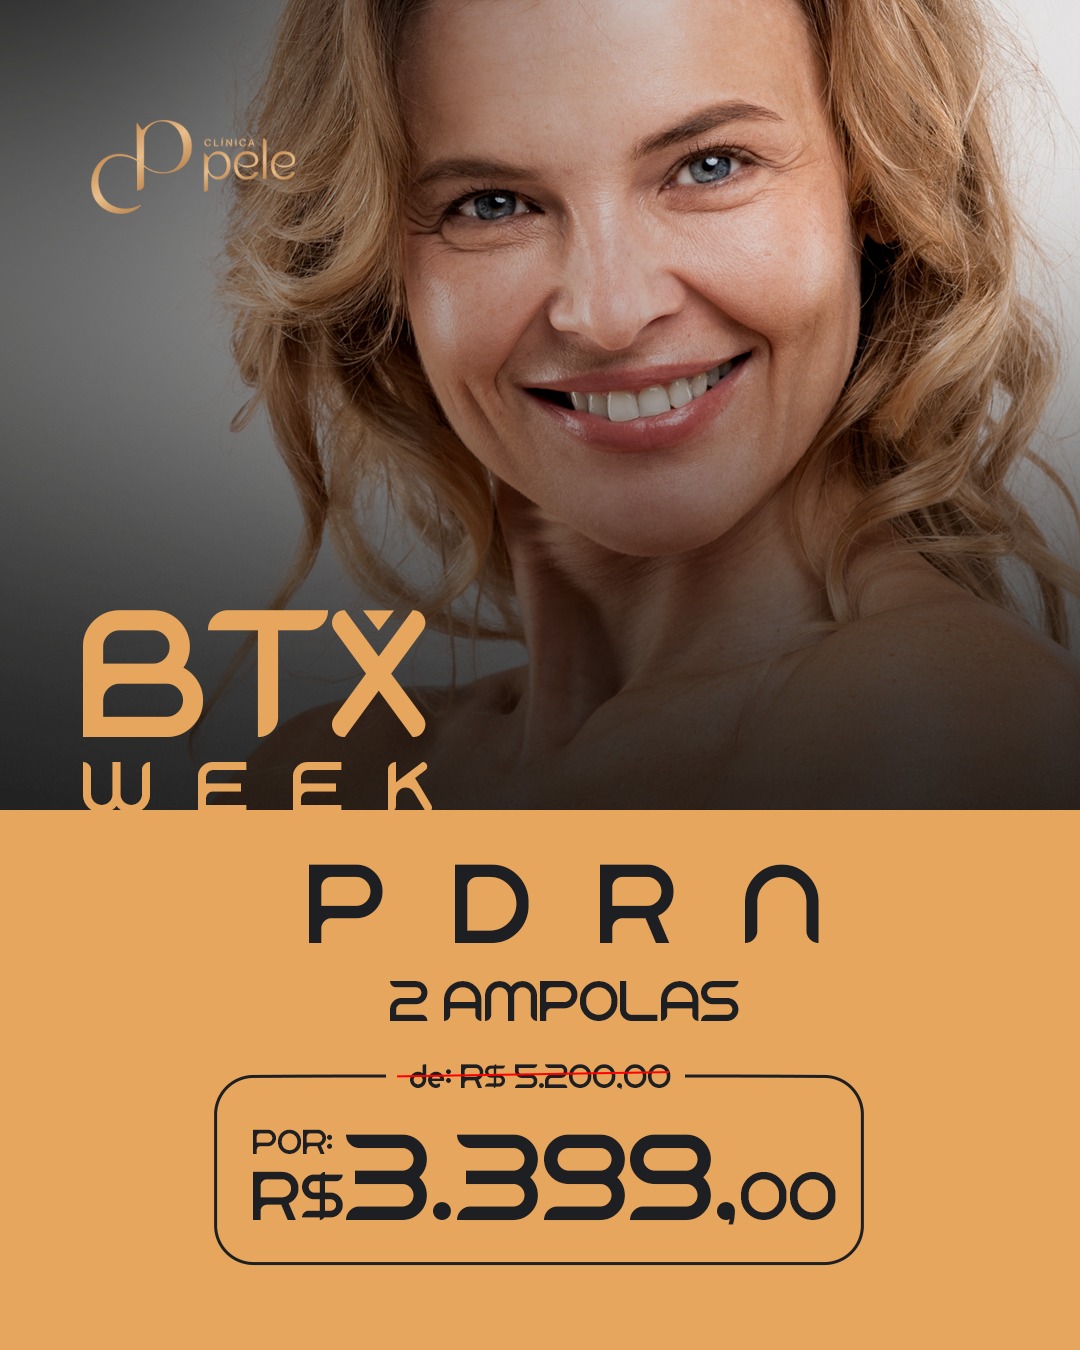 CLÍNICA
pele
BTX
WEEK
PDRN
2 AMPOLAS
de: R$ 5.200,00
POR:
R$3.399,00